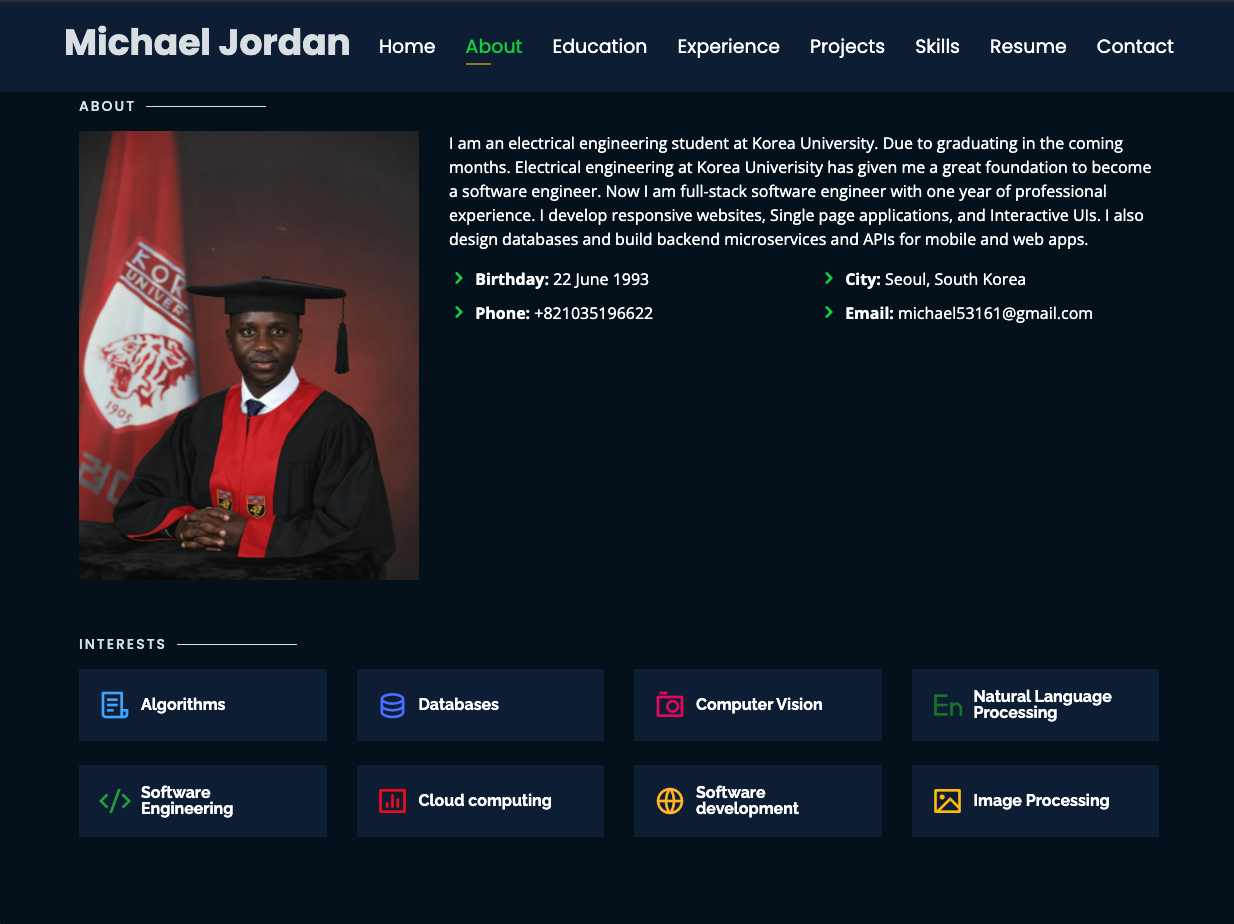 Michael Jordan Home About Education Experience Projects Skills Resume Contact
ABOUT
I am an electrical engineering student at Korea University. Due to graduating in the coming
months. Electrical engineering at Korea Univerisity has given me a great foundation to become
a software engineer. Now I am full-stack software engineer with one year of professional
experience. I develop responsive websites, Single page applications, and Interactive UIs. I also
design databases and build backend microservices and APIs for mobile and web apps.
Birthday: 22 June 1993
City: Seoul, South Korea
Phone: +821035196622
Email: michael53161@gmail.com
KOR
UNIVER
1905
INTERESTS
Algorithms
Databases
Computer Vision
En
Natural Language
Processing
</>
Software
Engineering
Cloud computing
Software
development
Image Processing